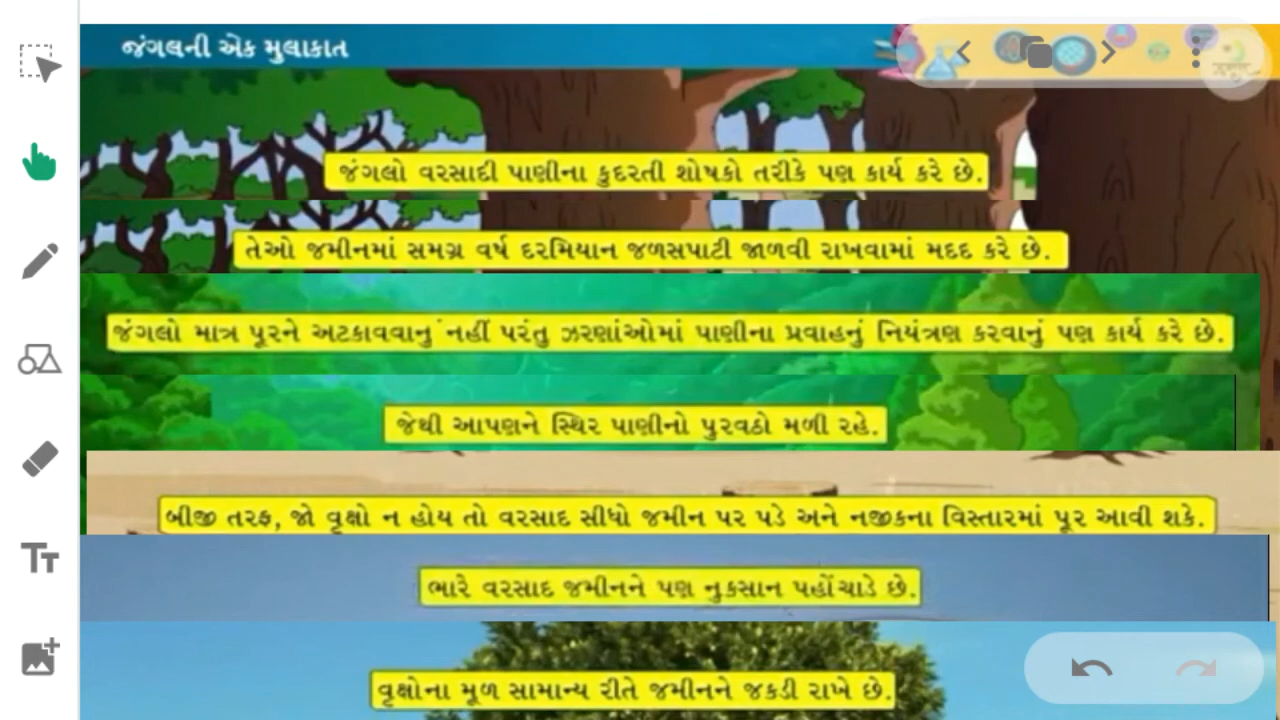 જંગલની એક મુલાકાત
જંગલો વરસાદી પાણીના કુદરતી શોષકો તરીકે પણ કાર્ય કરે છે.
તેઓ જમીનમાં સમગ્ર વર્ષ દરમિયાન જળસપાટી જાળવી રાખવામાં મદદ કરે છે.
જંગલો માત્ર પૂરને અટકાવવાનું નહીં પરંતુ ઝરણાંઓમાં પાણીના પ્રવાહનું નિયંત્રણ કરવાનું પણ કાર્ય કરે છે.
જેથી આપણને સ્થિર પાણીનો પુરવઠો મળી રહે.
બીજી તરફ, જો વૃક્ષો ન હોય તો વરસાદ સીધો જમીન પર પડે અને નજીકના વિસ્તારમાં પૂર આવી શકે.
ભારે વરસાદ જમીનને પણ નુકસાન પહોંચાડે છે.
TT
વૃક્ષોના મૂળ સામાન્ય રીતે જમીનને જકડી રાખે છે.